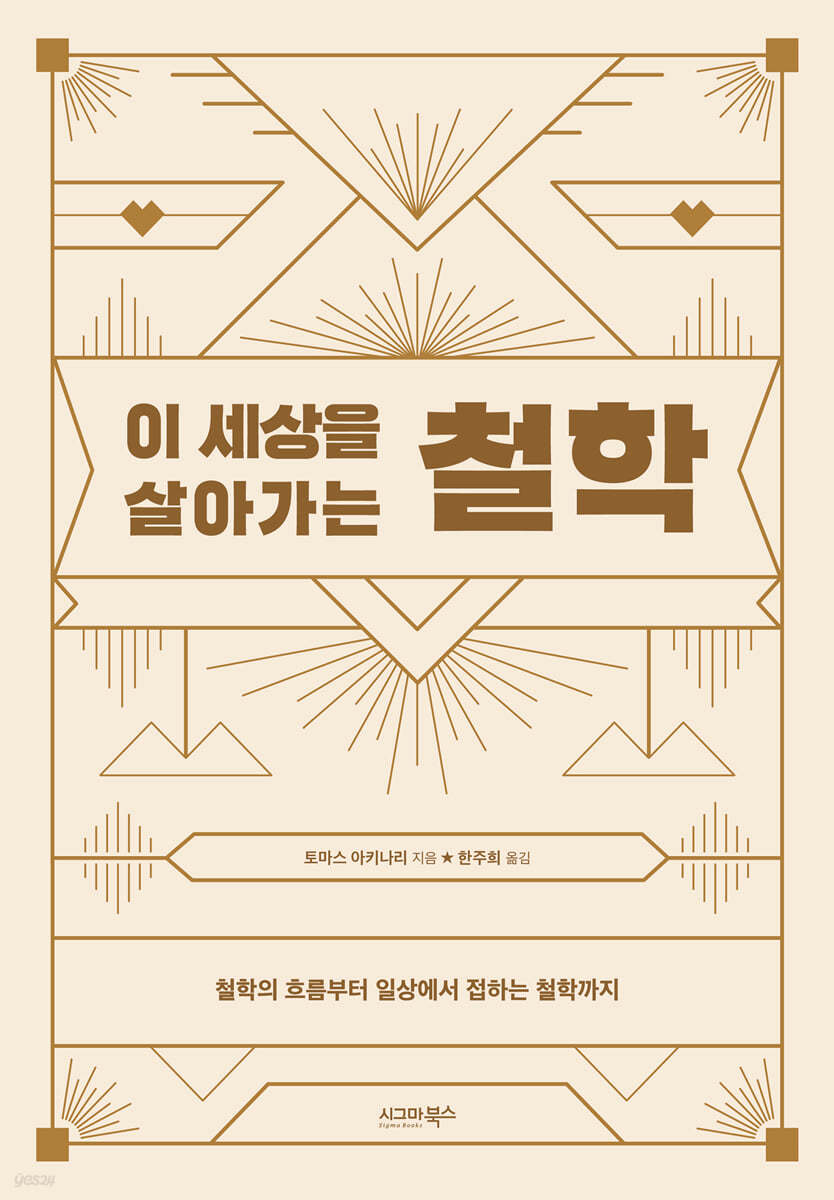 이 세상을
살아가는
철학
토마스 아키나리 지음 ★ 한주희 옮김
철학의 흐름부터 일상에서 접하는 철학까지
시그마북스
Sigma Books
yes24